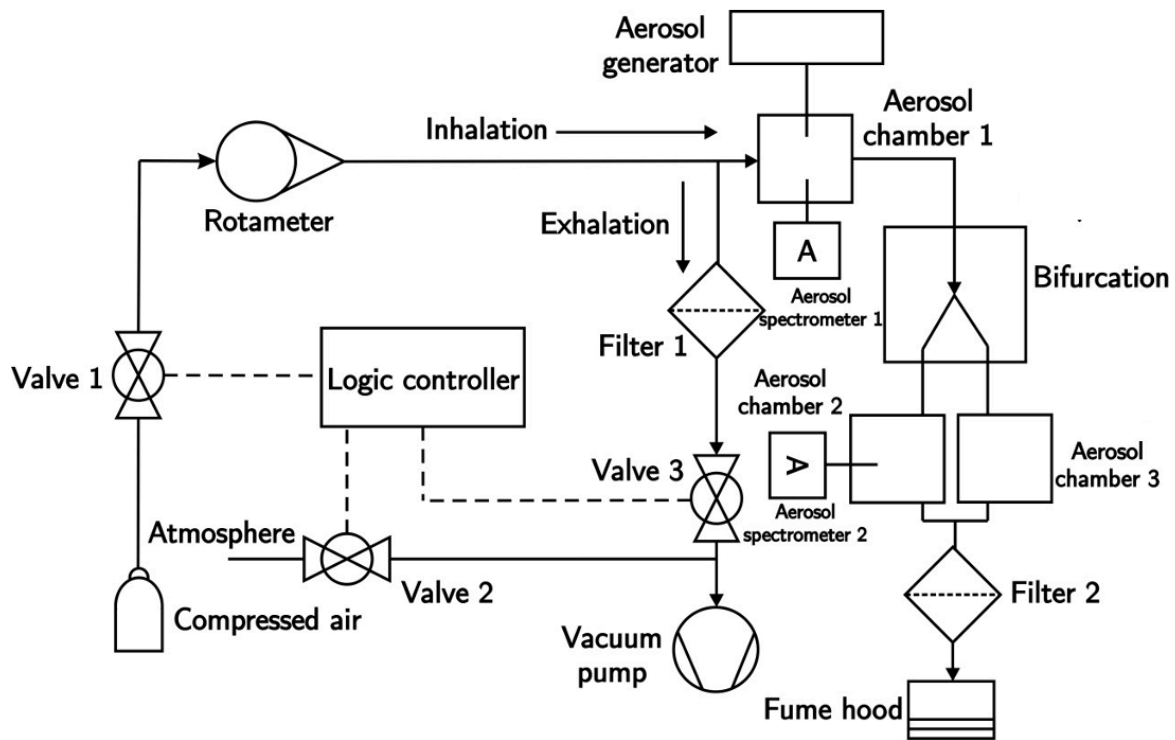 Aerosol
generator
Aerosol
chamber 1
Inhalation
Rotameter
Exhalation
A
Aerosol
spectrometer 1
Bifurcation
Filter 1
Valve 1
Logic controller
Aerosol
chamber 2
A
Aerosol
chamber 3
Valve 3
Aerosol
spectrometer 2
Atmosphere
Valve 2
Filter 2
Compressed air
Vacuum
pump
Fume hood